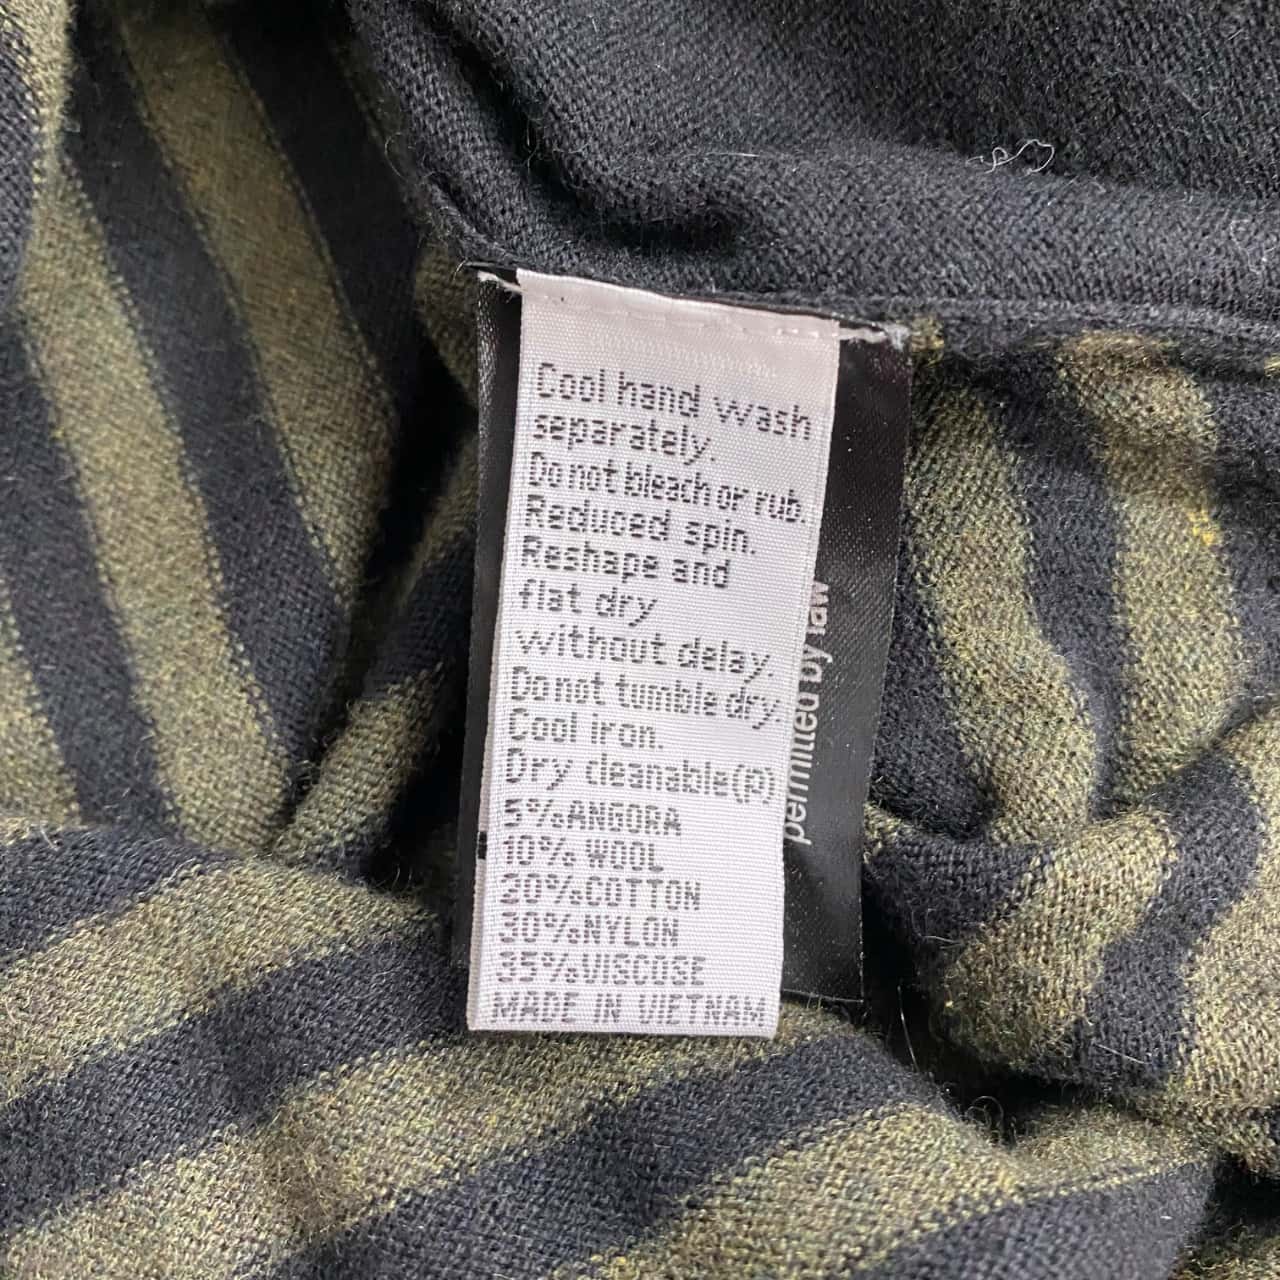 Cool hand wash
separately.
Do not bleach or rub.
Reduced spin.
Reshape and
flat dry
without delay.
Do not tumble dry.
Cool iron.
Dry cleanable(P)
5%ANGORA
10% WOOL
20%COTTON
30%NYLON
35%VISCOSE
MADE IN VIETNAM
permitted by law